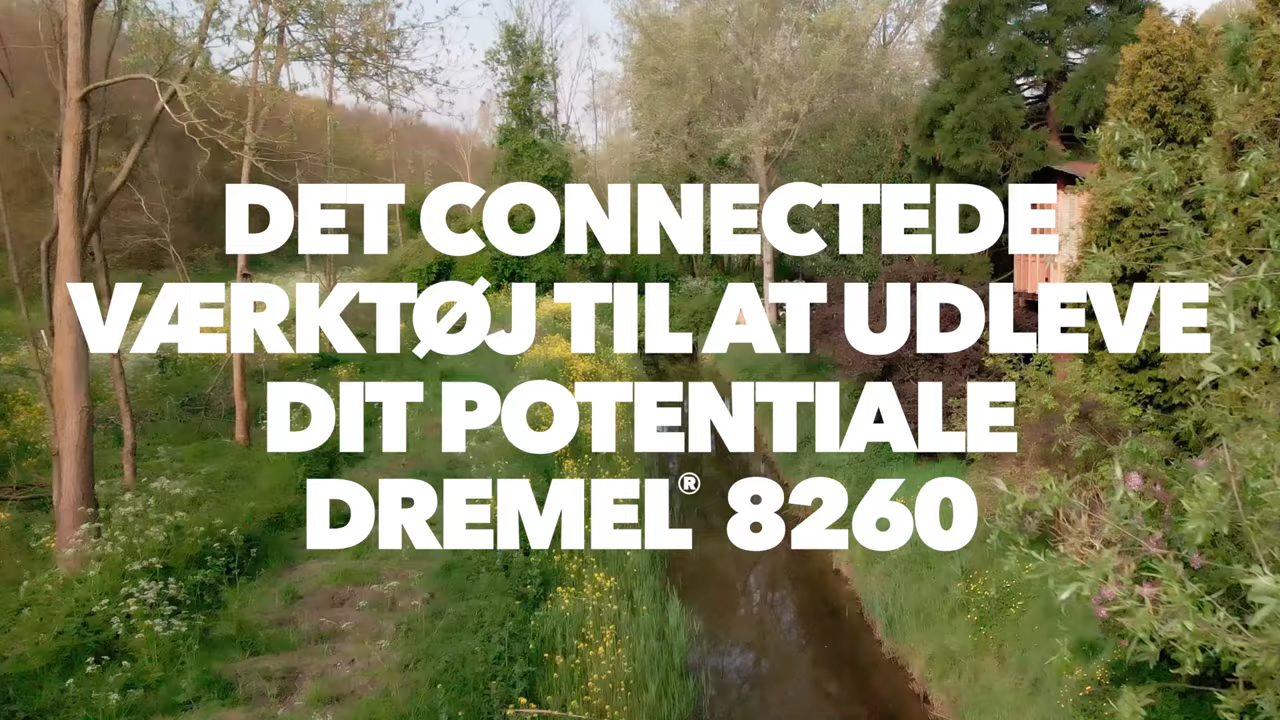 DET CONNECTEDE
VÆRKTØJ TIL AT UDLEVE
DIT POTENTIALE
DREMEL® 8260